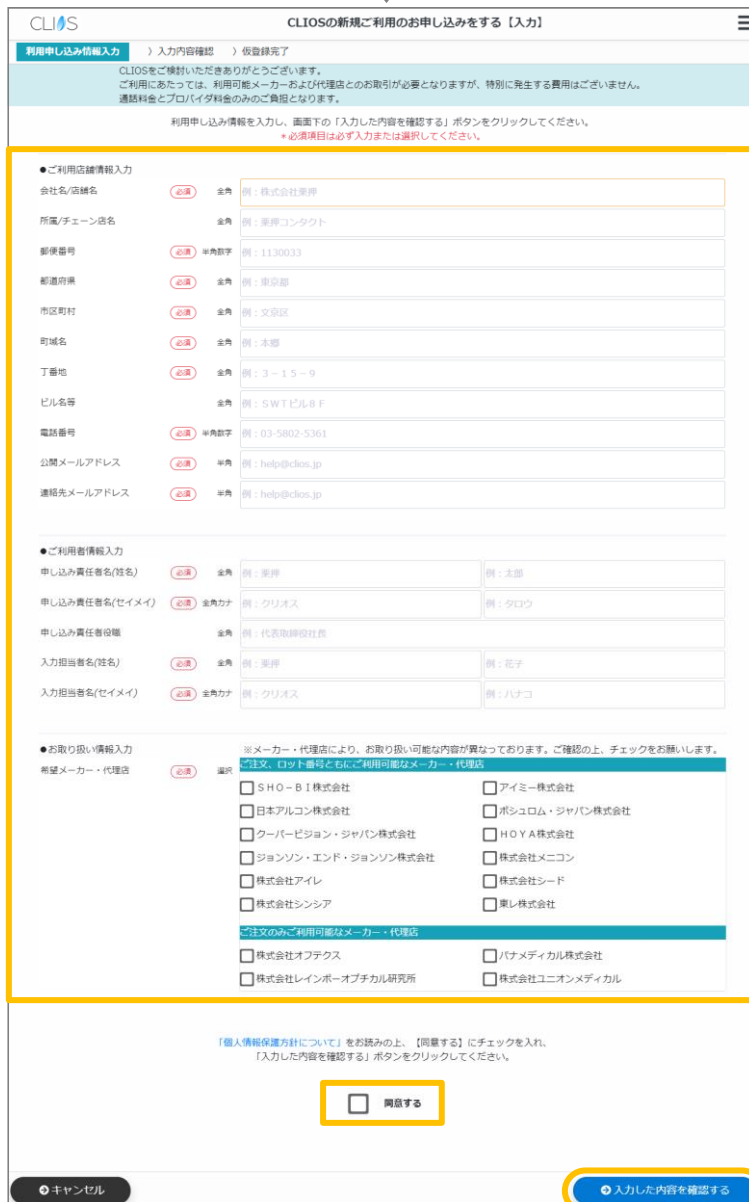 CLIOS
CLIOSの新規ご利用のお申し込みをする【入力】
利用申し込み情報入力 〉入力内容確認 〉仮登録完了
CLIOSをご検討いただきありがとうございます。
ご利用にあたっては、利用可能メーカーおよび代理店とのお取引が必要となりますが、特別に発生する費用はございません。
通話料金とプロバイダ料金のみのご負担となります。
利用申し込み情報を入力し、画面下の「入力した内容を確認する」ボタンをクリックしてください。
*必須項目は必ず入力または選択してください。
●ご利用店舗情報入力
会社名/店舗名 必須 全角 例：株式会社栗押
所属/チェーン店名 全角 例：栗押コンタクト
郵便番号 必須 半角数字 例：1130033
都道府県 必須 全角 例：東京都
市区町村 必須 全角 例：文京区
町域名 必須 全角 例：本郷
丁番地 必須 全角 例：３－１５－９
ビル名等 全角 例：ＳＷＴビル８Ｆ
電話番号 必須 半角数字 例：03-5802-5361
公開メールアドレス 必須 半角 例：help@clios.jp
連絡先メールアドレス 必須 半角 例：help@clios.jp
●ご利用者情報入力
申し込み責任者名(姓名) 必須 全角 例：栗押 例：太郎
申し込み責任者名(セイメイ) 必須 全角カナ 例：クリオス 例：タロウ
申し込み責任者役職 全角 例：代表取締役社長
入力担当者名(姓名) 必須 全角 例：栗押 例：花子
入力担当者名(セイメイ) 必須 全角カナ 例：クリオス 例：ハナコ
●お取り扱い情報入力 ※メーカー・代理店により、お取り扱い可能な内容が異なっております。ご確認の上、チェックをお願いします。
希望メーカー・代理店 必須 選択 ご注文、ロット番号ともにご利用可能なメーカー・代理店
ＳＨＯ－ＢＩ株式会社 アイミー株式会社
日本アルコン株式会社 ボシュロム・ジャパン株式会社
クーパービジョン・ジャパン株式会社 ＨＯＹＡ株式会社
ジョンソン・エンド・ジョンソン株式会社 株式会社メニコン
株式会社アイレ 株式会社シード
株式会社シンシア 東レ株式会社
ご注文のみご利用可能なメーカー・代理店
株式会社オフテクス パナメディカル株式会社
株式会社レインボーオプチカル研究所 株式会社ユニオンメディカル
「個人情報保護方針について」をお読みの上、【同意する】にチェックを入れ、
「入力した内容を確認する」ボタンをクリックしてください。
同意する
キャンセル 入力した内容を確認する